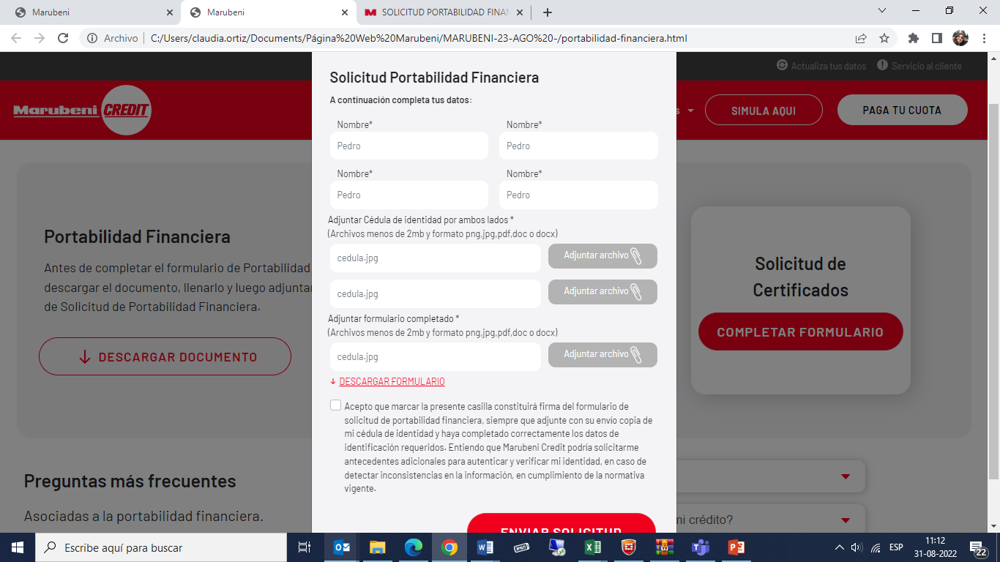 Marubeni
Marubeni
SOLICITUD PORTABILIDAD FINAN
Archivo
C:/Users/claudia.ortiz/Documents/Página%20Web%20Marubeni/MARUBENI-23-AGO%20-/portabilidad-financiera.html
Actualiza tus datos
Servicio al cliente
Marubeni CREDIT
s
SIMULA AQUI
PAGA TU CUOTA
Solicitud Portabilidad Financiera
A continuación completa tus datos:
Nombre*
Nombre*
Pedro
Pedro
Nombre*
Nombre*
Pedro
Pedro
Adjuntar Cédula de identidad por ambos lados *
(Archivos menos de 2mb y formato png,jpg,pdf,doc o docx)
cedula.jpg
Adjuntar archivo
cedula.jpg
Adjuntar archivo
Adjuntar formulario completado *
(Archivos menos de 2mb y formato png,jpg,pdf,doc o docx)
cedula.jpg
Adjuntar archivo
DESCARGAR FORMULARIO
Acepto que marcar la presente casilla constituirá firma del formulario de
solicitud de portabilidad financiera, siempre que adjunte con su envío copia de
mi cédula de identidad y haya completado correctamente los datos de
identificación requeridos. Entiendo que Marubeni Credit podría solicitarme
antecedentes adicionales para autenticar y verificar mi identidad, en caso de
detectar inconsistencias en la información, en cumplimiento de la normativa
vigente.
ENVIAR SOLICITUD
Portabilidad Financiera
Antes de completar el formulario de Portabilidad
descargar el documento, llenarlo y luego adjuntar
de Solicitud de Portabilidad Financiera.
DESCARGAR DOCUMENTO
Solicitud de
Certificados
COMPLETAR FORMULARIO
Preguntas más frecuentes
Asociadas a la portabilidad financiera.
mi crédito?
Escribe aquí para buscar
ESP
11:12
31-08-2022
22